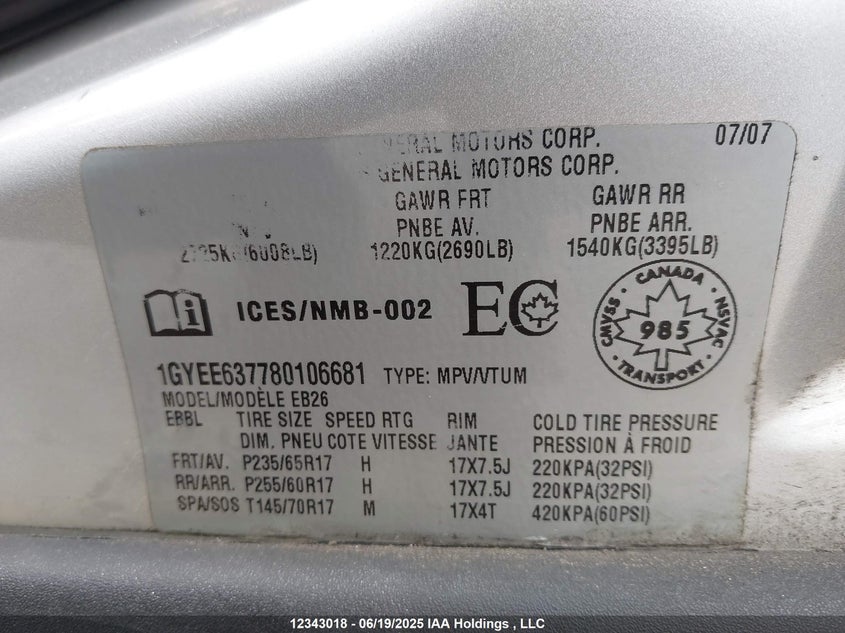 GENERAL MOTORS CORP. 07/07
GENERAL MOTORS CORP.
GAWR FRT GAWR RR
PNBE AV. PNBE ARR.
(6008LB) 1220KG(2690LB) 1540KG(3395LB)
i ICES/NMB-002 EC
CANADA
CMVSS 985 NSVAC
TRANSPORT
1GYEE637780106681 TYPE: MPV/VTUM
MODEL/MODÈLE EB26
EBBL TIRE SIZE SPEED RTG RIM COLD TIRE PRESSURE
DIM. PNEU COTE VITESSE JANTE PRESSION À FROID
FRT/AV. P235/65R17 H 17X7.5J 220KPA(32PSI)
RR/ARR. P255/60R17 H 17X7.5J 220KPA(32PSI)
SPA/SOS T145/70R17 M 17X4T 420KPA(60PSI)
12343018 - 06/19/2025 IAA Holdings , LLC